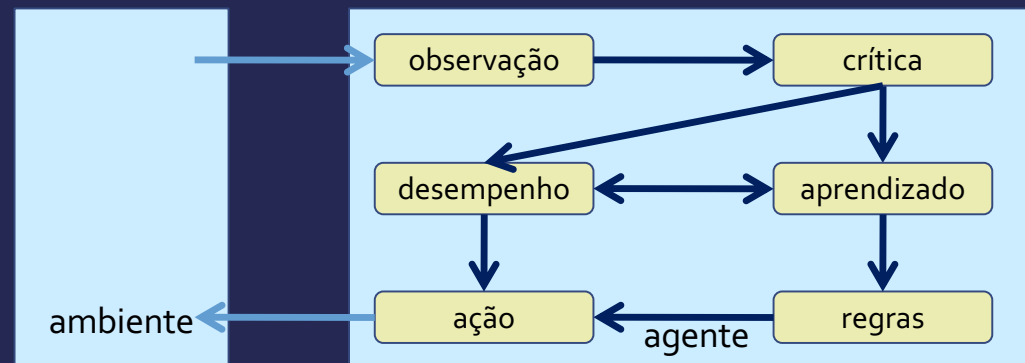 observação
crítica
desempenho
aprendizado
ambiente
ação
agente
regras